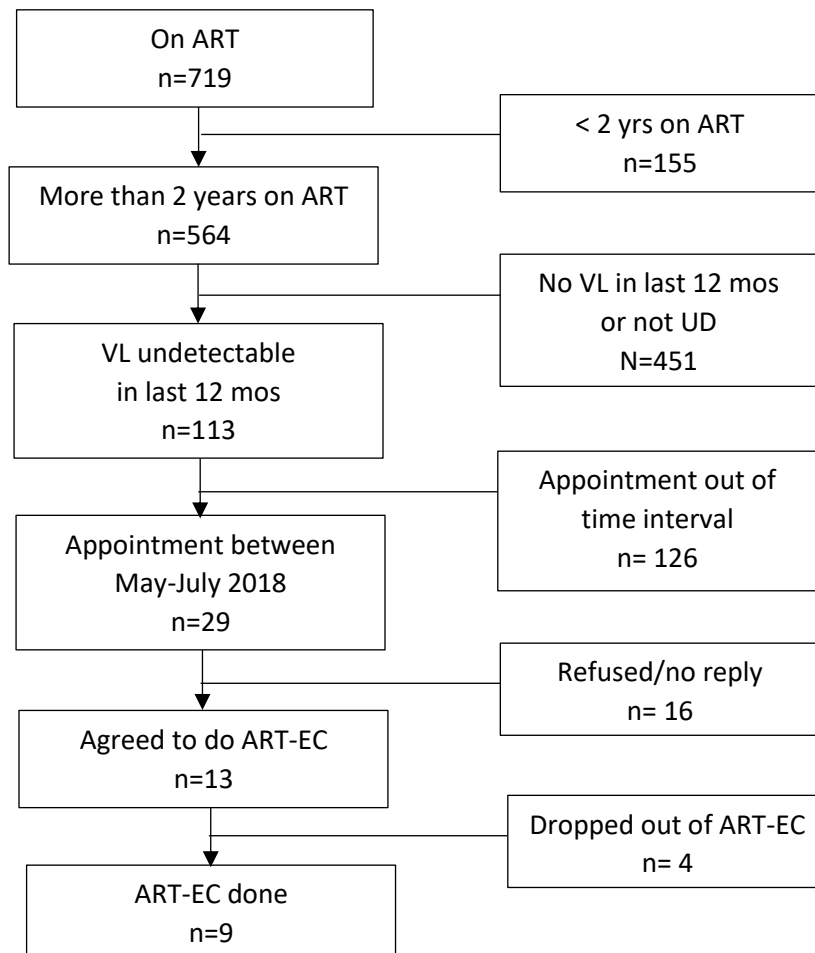 On ART
n=719
< 2 yrs on ART
n=155
More than 2 years on ART
n=564
No VL in last 12 mos
or not UD
N=451
VL undetectable
in last 12 mos
n=113
Appointment out of
time interval
n= 126
Appointment between
May-July 2018
n=29
Refused/no reply
n= 16
Agreed to do ART-EC
n=13
Dropped out of ART-EC
n= 4
ART-EC done
n=9